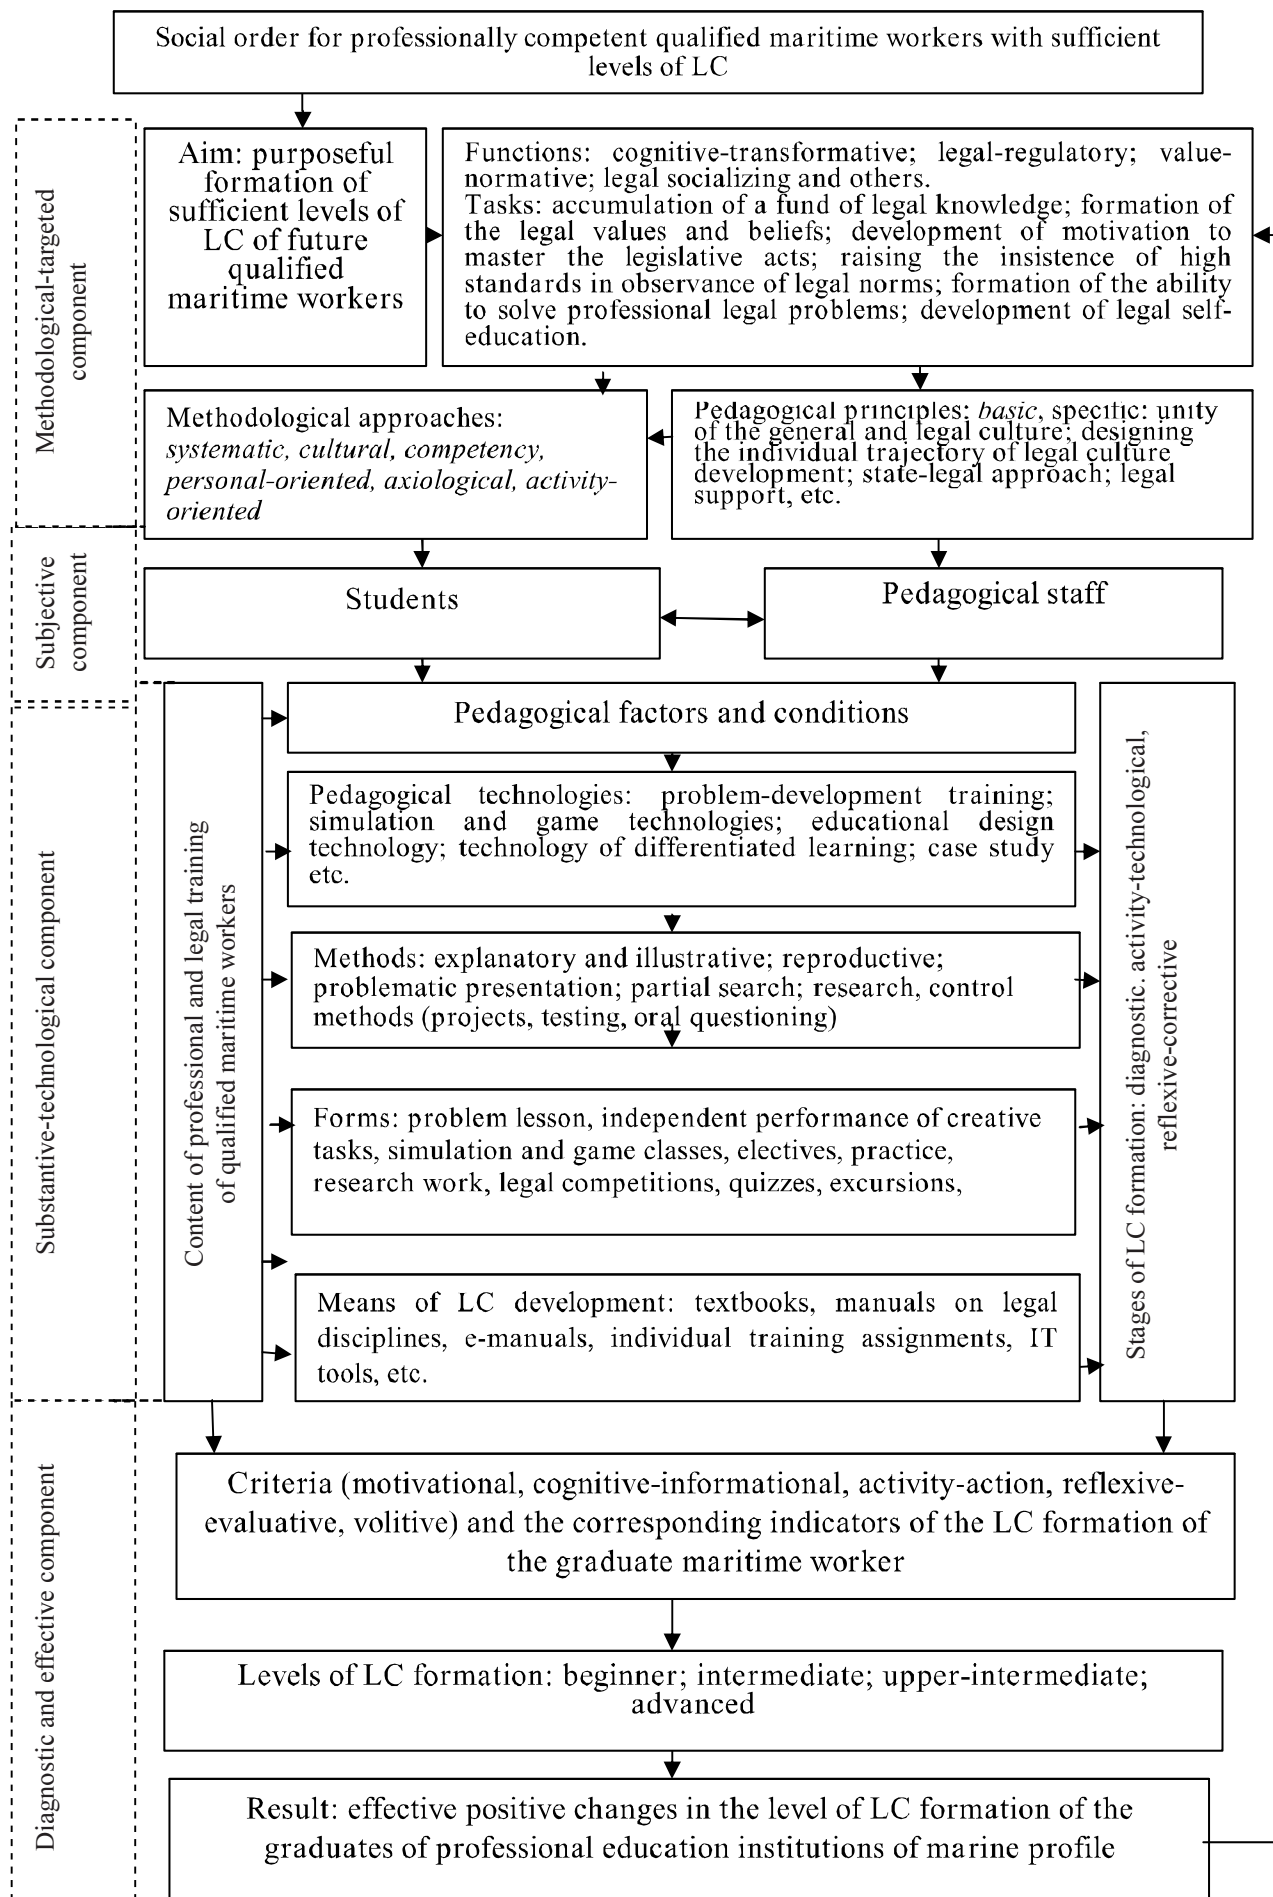 Social order for professionally competent qualified maritime workers with sufficient
levels of LC
Methodological-targeted
component
Aim: purposeful
formation of
sufficient levels of
LC of future
qualified
maritime workers
Functions: cognitive-transformative; legal-regulatory; value-
normative; legal socializing and others.
Tasks: accumulation of a fund of legal knowledge; formation of
the legal values and beliefs; development of motivation to
master the legislative acts; raising the insistence of high
standards in observance of legal norms; formation of the ability
to solve professional legal problems; development of legal self-
education.
Methodological approaches:
systematic, cultural, competency,
personal-oriented, axiological, activity-
oriented
Pedagogical principles: basic, specific: unity
of the general and legal culture; designing
the individual trajectory of legal culture
development; state-legal approach; legal
support, etc.
Subjective
component
Students
Pedagogical staff
Substantive-technological component
Content of professional and legal training
of qualified maritime workers
Pedagogical factors and conditions
Pedagogical technologies: problem-development training;
simulation and game technologies; educational design
technology; technology of differentiated learning; case study
etc.
Methods: explanatory and illustrative; reproductive;
problematic presentation; partial search; research, control
methods (projects, testing, oral questioning)
Forms: problem lesson, independent performance of creative
tasks, simulation and game classes, electives, practice,
research work, legal competitions, quizzes, excursions,
Means of LC development: textbooks, manuals on legal
disciplines, e-manuals, individual training assignments, IT
tools, etc.
Stages of LC formation: diagnostic. activity-technological,
reflexive-corrective
Diagnostic and effective component
Criteria (motivational, cognitive-informational, activity-action, reflexive-
evaluative, volitive) and the corresponding indicators of the LC formation of
the graduate maritime worker
Levels of LC formation: beginner; intermediate; upper-intermediate;
advanced
Result: effective positive changes in the level of LC formation of the
graduates of professional education institutions of marine profile